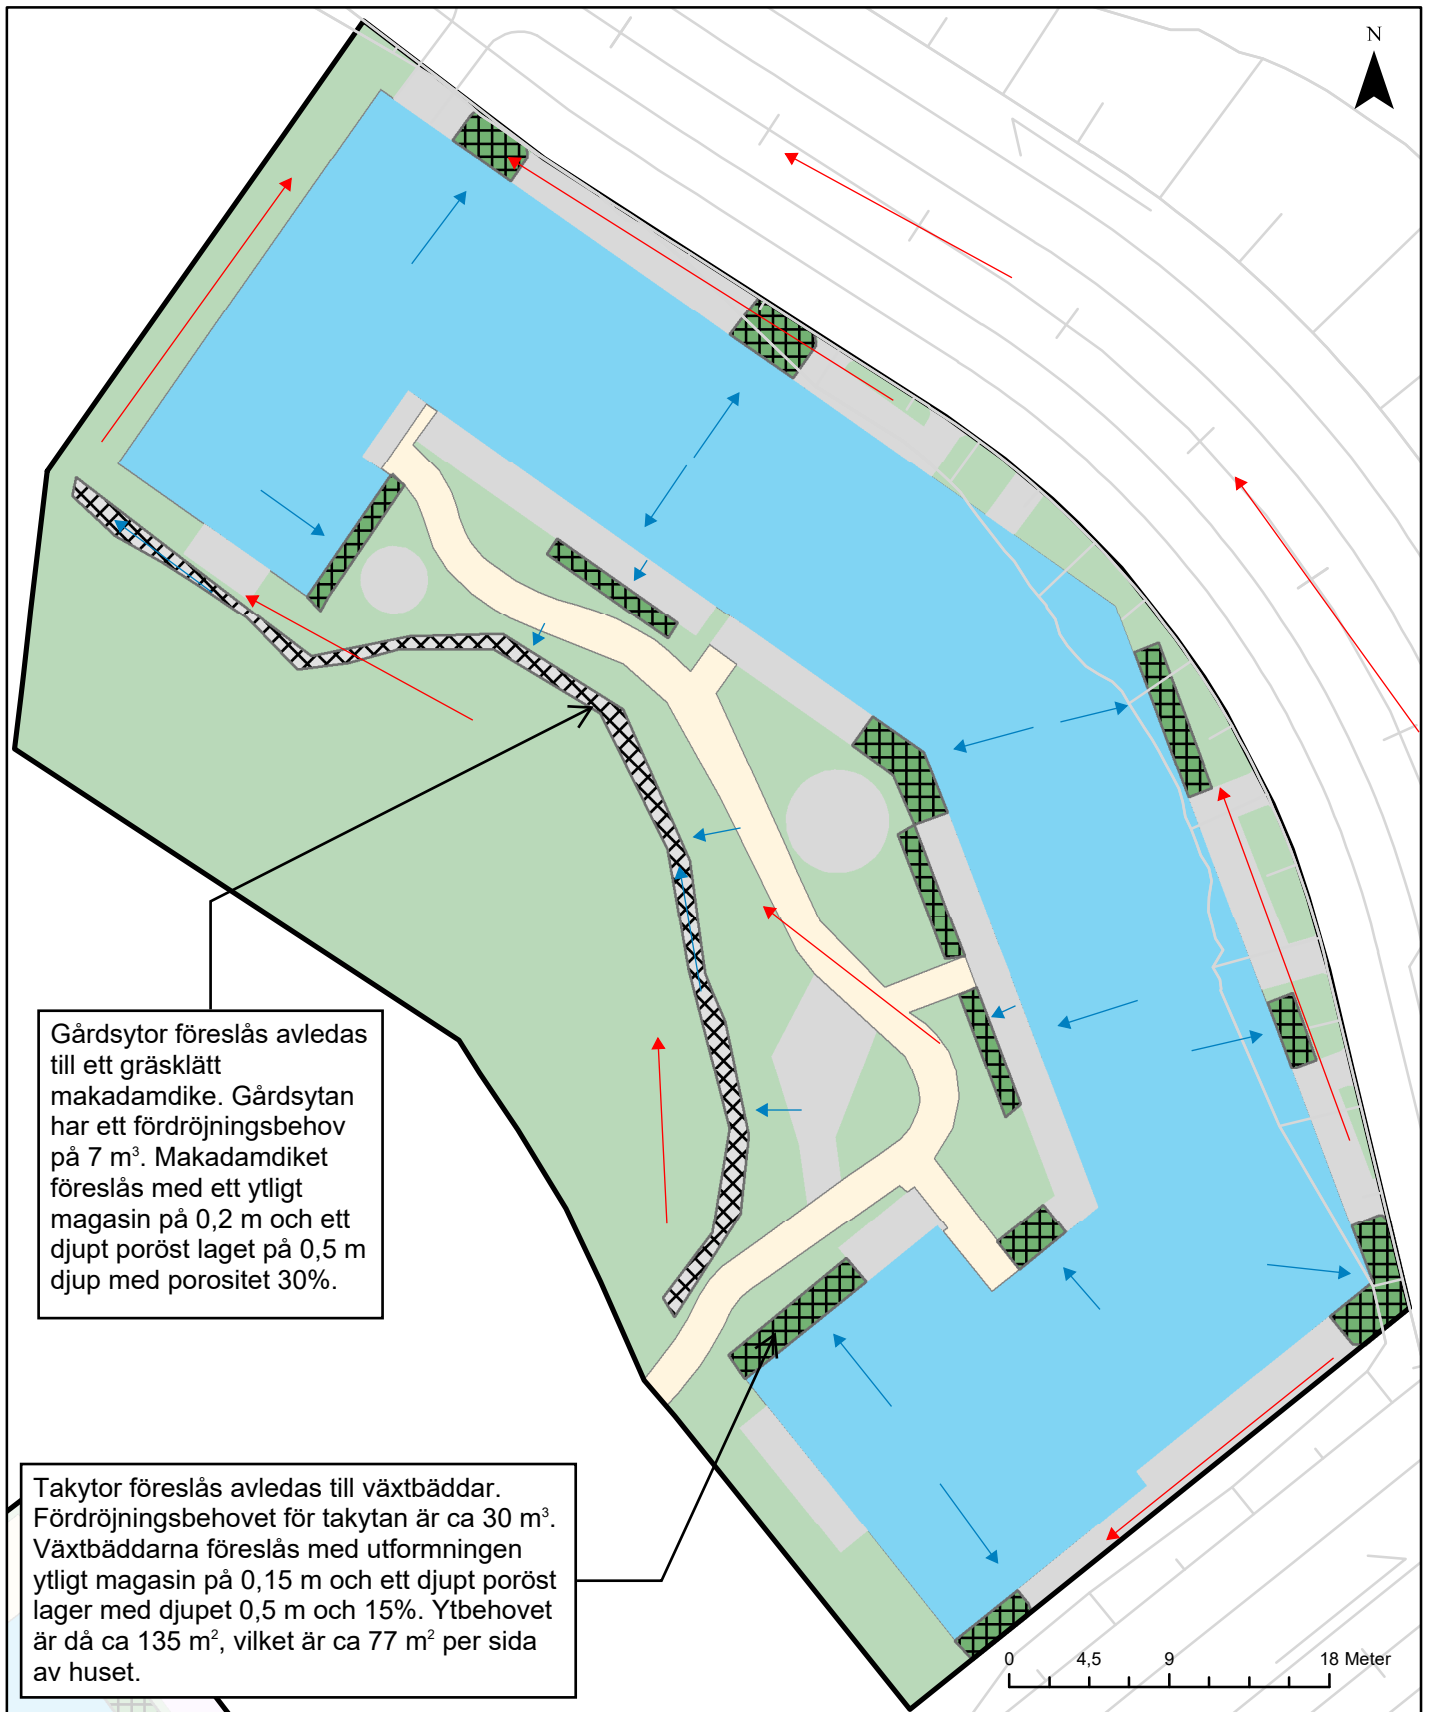 N
Gårdsytor föreslås avledas
till ett gräsklätt
makadamdike. Gårdsytan
har ett fördröjningsbehov
på 7 m³. Makadamdiket
föreslås med ett ytligt
magasin på 0,2 m och ett
djupt poröst laget på 0,5 m
djup med porositet 30%.
Takytor föreslås avledas till växtbäddar.
Fördröjningsbehovet för takytan är ca 30 m³.
Växtbäddarna föreslås med utformningen
ytligt magasin på 0,15 m och ett djupt poröst
lager med djupet 0,5 m och 15%. Ytbehovet
är då ca 135 m², vilket är ca 77 m² per sida
av huset.
0 4,5 9 18 Meter